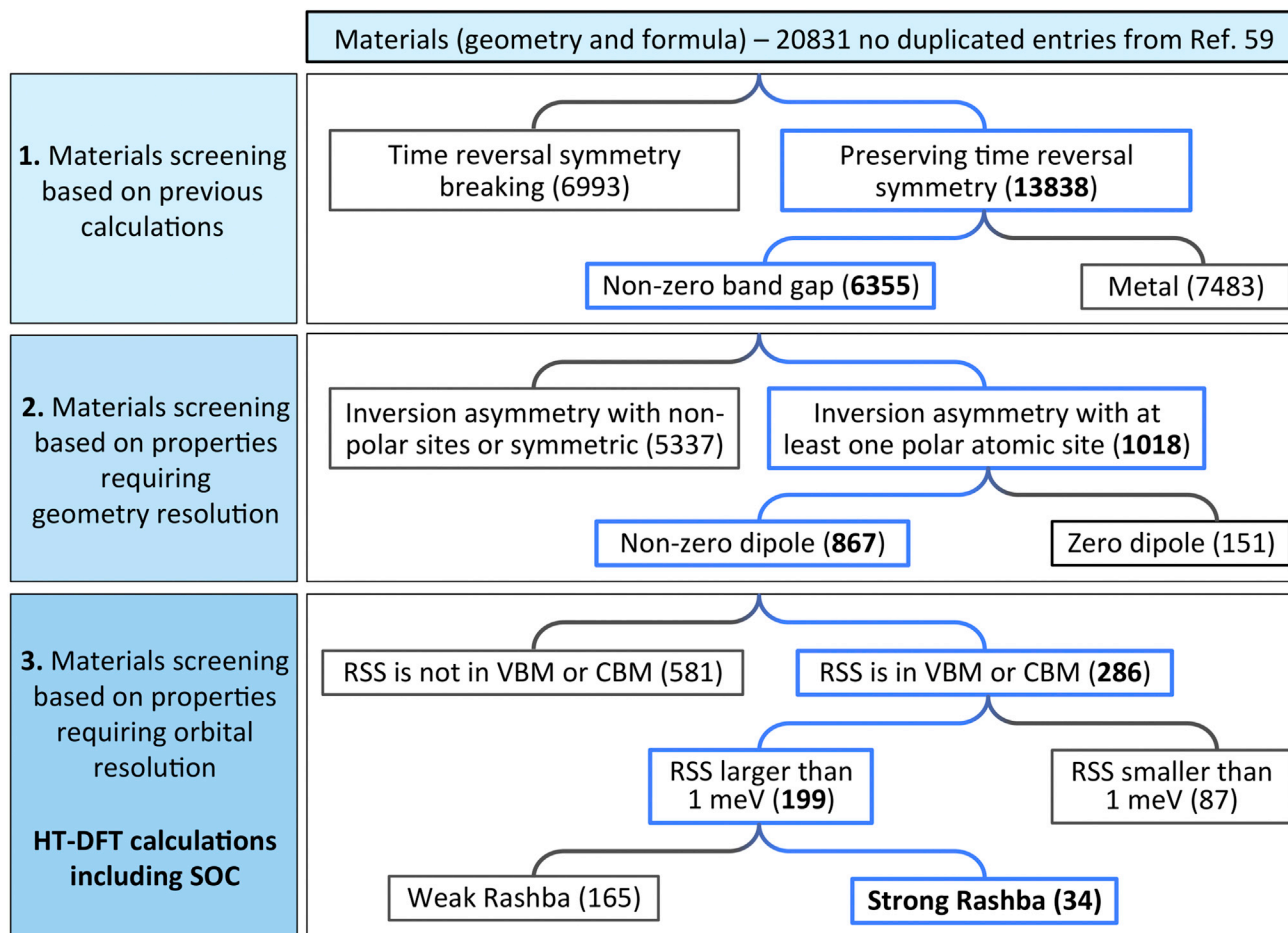 Materials (geometry and formula) – 20831 no duplicated entries from Ref. 59
1. Materials screening
based on previous
calculations
Time reversal symmetry
breaking (6993)
Preserving time reversal
symmetry (13838)
Non-zero band gap (6355)
Metal (7483)
2. Materials screening
based on properties
requiring
geometry resolution
Inversion asymmetry with non-
polar sites or symmetric (5337)
Inversion asymmetry with at
least one polar atomic site (1018)
Non-zero dipole (867)
Zero dipole (151)
3. Materials screening
based on properties
requiring orbital
resolution
HT-DFT calculations
including SOC
RSS is not in VBM or CBM (581)
RSS is in VBM or CBM (286)
RSS larger than
1 meV (199)
RSS smaller than
1 meV (87)
Weak Rashba (165)
Strong Rashba (34)